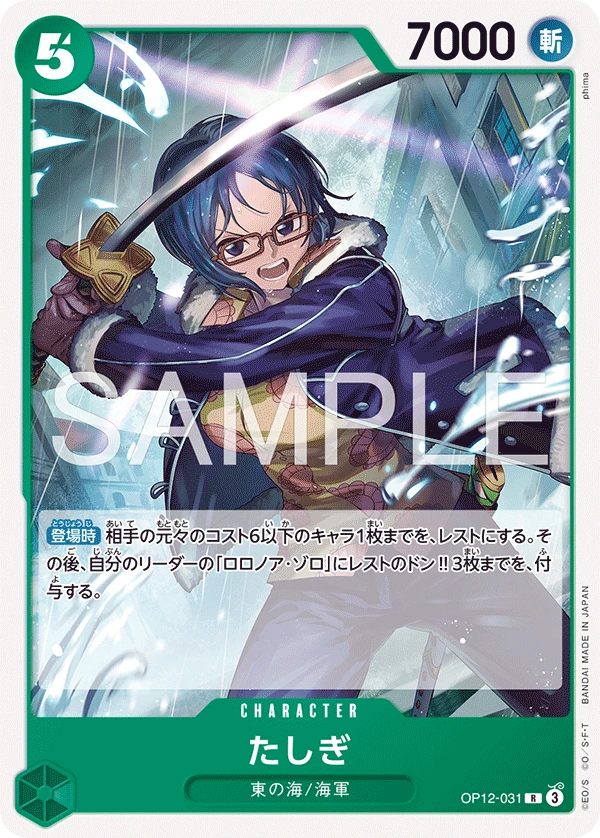 5
7000
斬
phima
SAMPLE
登場時 相手の元々のコスト6以下のキャラ1枚までを、レストにする。そ
の後、自分のリーダーの「ロロノア・ゾロ」にレストのドン!!3枚までを、付
与する。
CHARACTER
たしぎ
東の海/海軍
OP12-031 R 3
©E.O/S ©O/S・F・T BANDAI MADE IN JAPAN